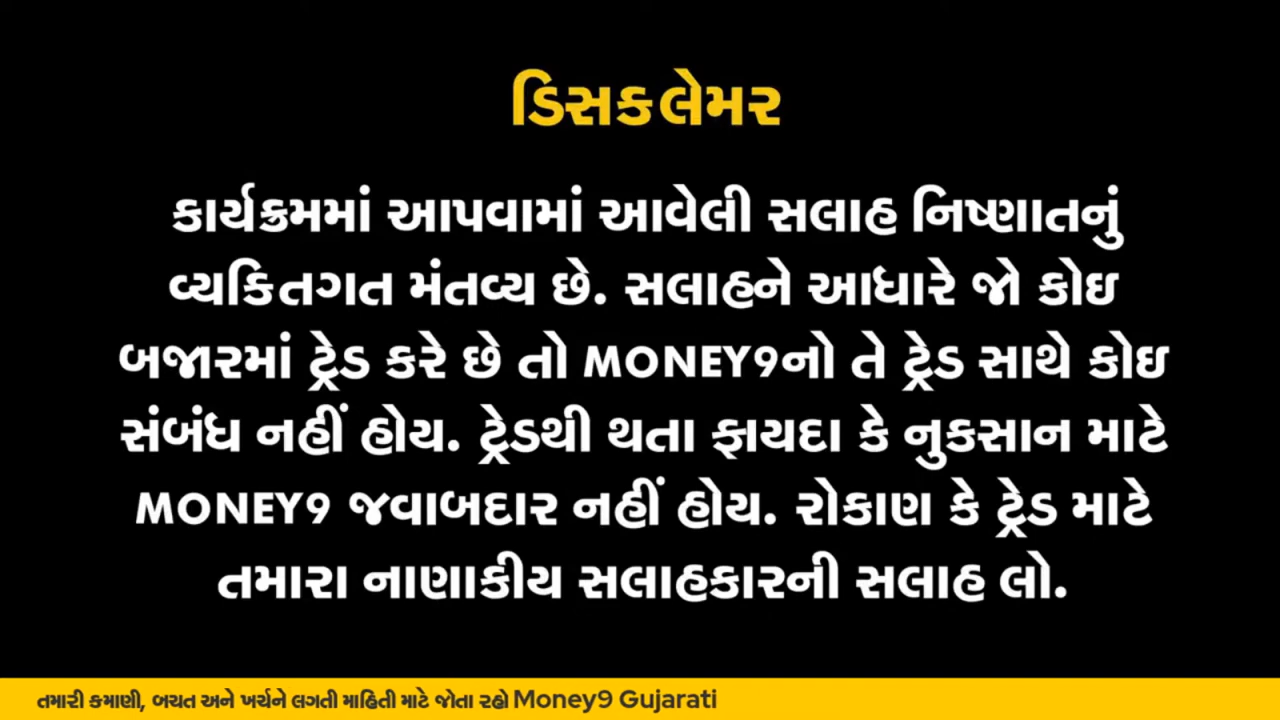 ડિસકલેમર
કાર્યક્રમમાં આપવામાં આવેલી સલાહ નિષ્ણાતનું
વ્યકિતગત મંતવ્ય છે. સલાહને આધારે જો કોઇ
બજારમાં ટ્રેડ કરે છે તો MONEY9નો તે ટ્રેડ સાથે કોઇ
સંબંધ નહીં હોય. ટ્રેડથી થતા ફાયદા કે નુકસાન માટે
MONEY9 જવાબદાર નહીં હોય. રોકાણ કે ટ્રેડ માટે
તમારા નાણાકીય સલાહકારની સલાહ લો.
તમારી કમાણી, બચત અને ખર્ચને લગતી માહિતી માટે જોતા રહો Money9 Gujarati